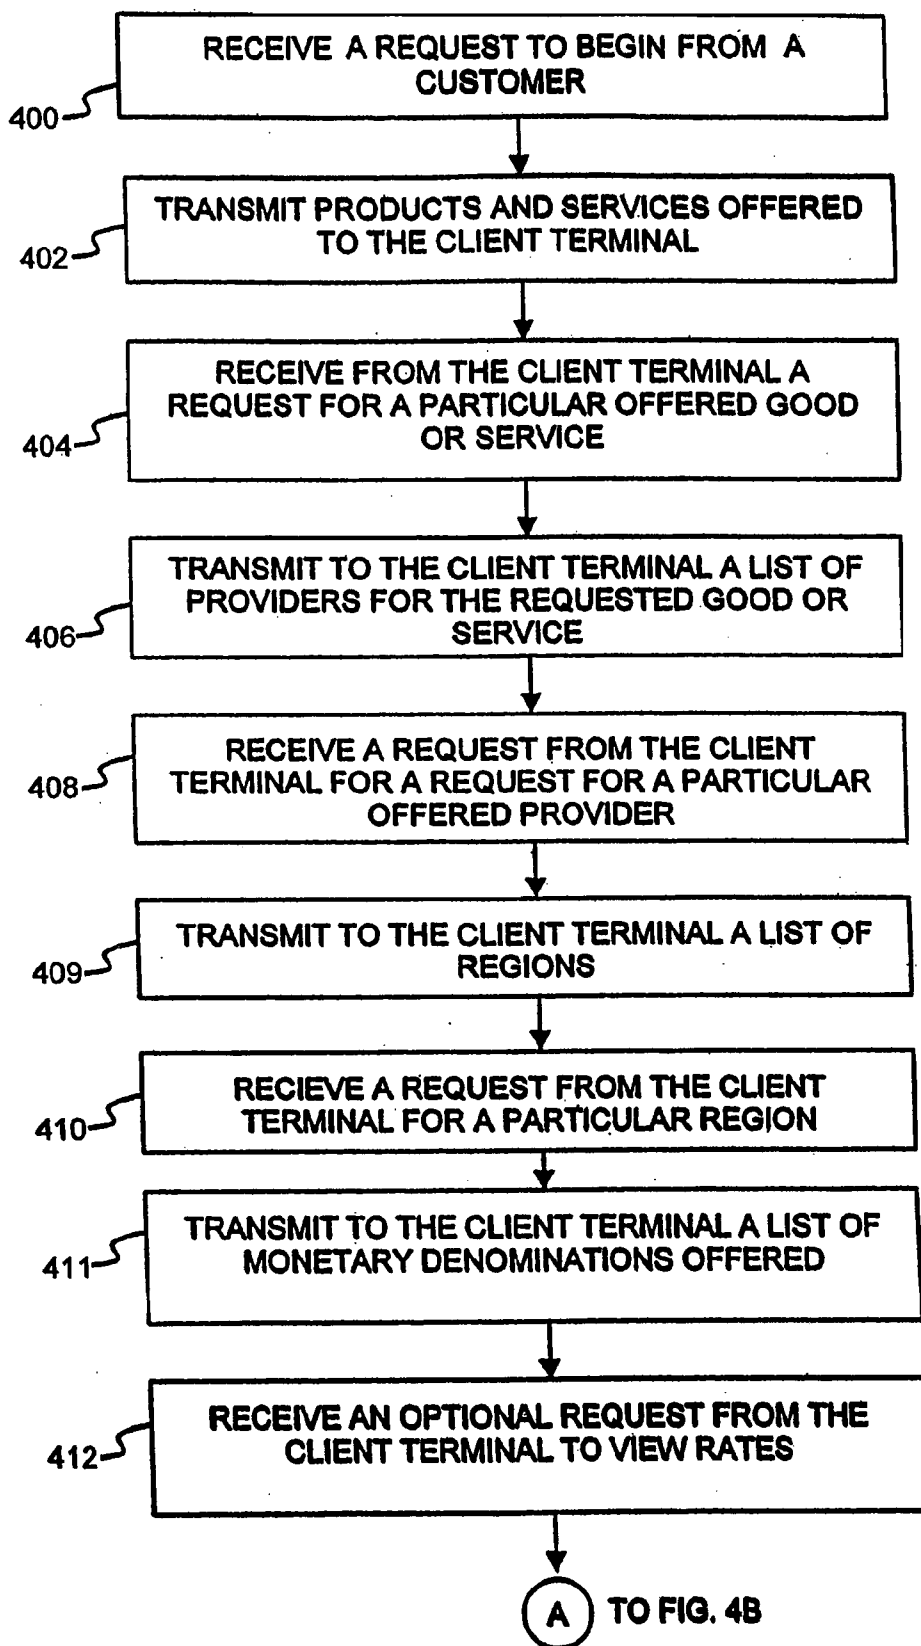 RECEIVE A REQUEST TO BEGIN FROM A
CUSTOMER
400
TRANSMIT PRODUCTS AND SERVICES OFFERED
TO THE CLIENT TERMINAL
402
RECEIVE FROM THE CLIENT TERMINAL A
REQUEST FOR A PARTICULAR OFFERED GOOD
OR SERVICE
404
TRANSMIT TO THE CLIENT TERMINAL A LIST OF
PROVIDERS FOR THE REQUESTED GOOD OR
SERVICE
406
RECEIVE A REQUEST FROM THE CLIENT
TERMINAL FOR A REQUEST FOR A PARTICULAR
OFFERED PROVIDER
408
TRANSMIT TO THE CLIENT TERMINAL A LIST OF
REGIONS
409
RECIEVE A REQUEST FROM THE CLIENT
TERMINAL FOR A PARTICULAR REGION
410
TRANSMIT TO THE CLIENT TERMINAL A LIST OF
MONETARY DENOMINATIONS OFFERED
411
RECEIVE AN OPTIONAL REQUEST FROM THE
CLIENT TERMINAL TO VIEW RATES
412
A TO FIG. 4B